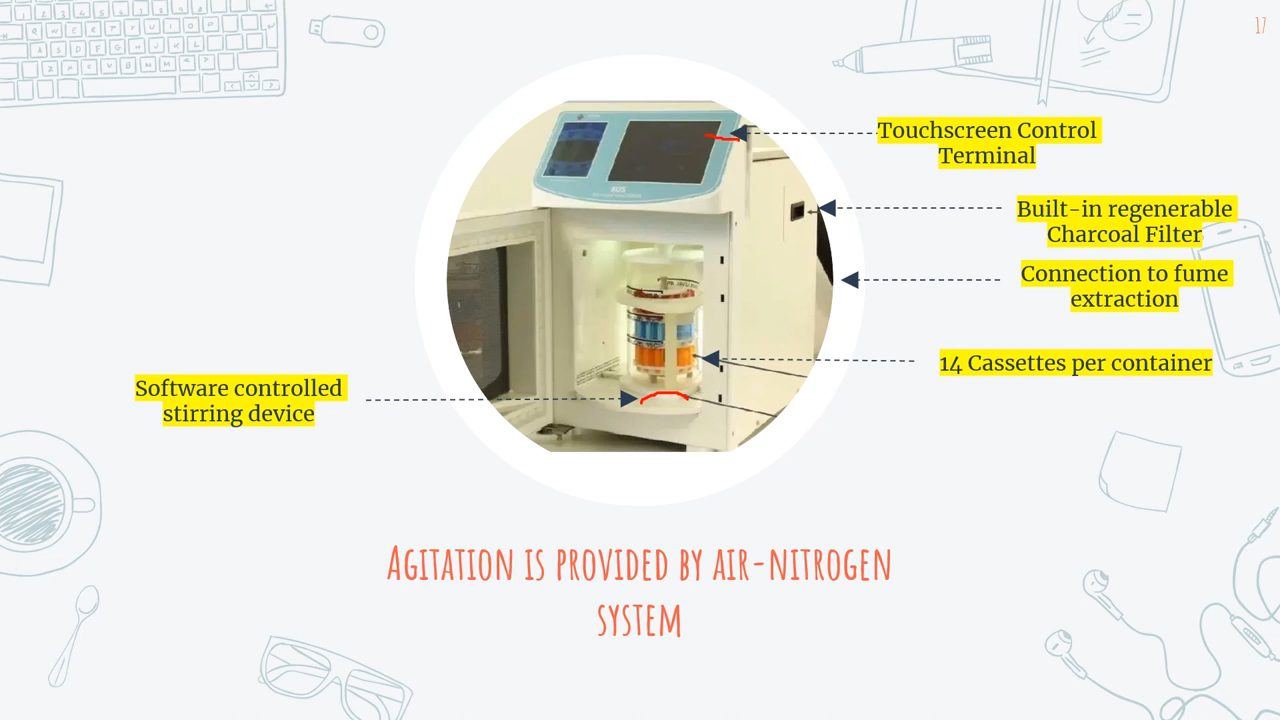 17
Touchscreen Control
Terminal
Built-in regenerable
Charcoal Filter
Connection to fume
extraction
14 Cassettes per container
Software controlled
stirring device
Agitation is provided by air-nitrogen
system